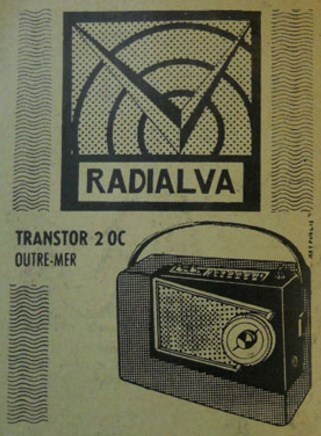 RADIALVA
TRANSTOR 2 OC
OUTRE-MER